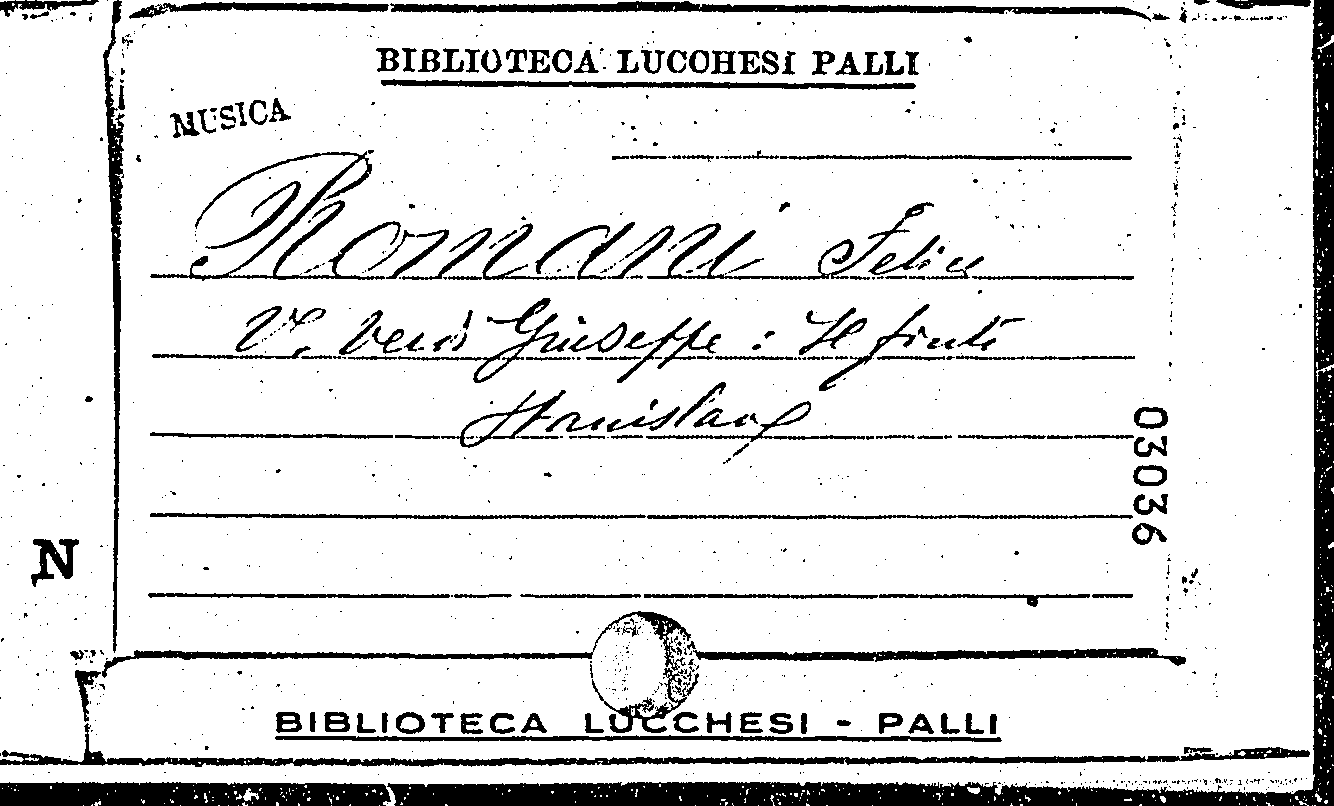 BIBLIOTECA LUCCHESI PALLI
MUSICA
Romani Felice
V. Verdi Giuseppe : Il finto
Stanislao
03036
N
BIBLIOTECA LUCCHESI - PALLI